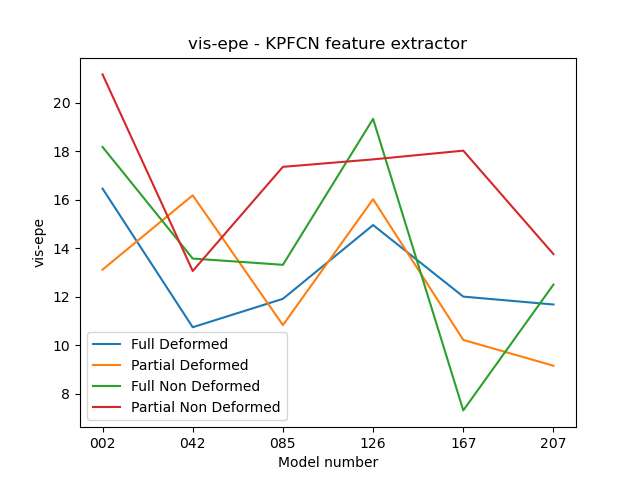 vis-epe - KPFCN feature extractor
20
18
16
14
12
10
8
vis-epe
Full Deformed
Partial Deformed
Full Non Deformed
Partial Non Deformed
002 042 085 126 167 207
Model number